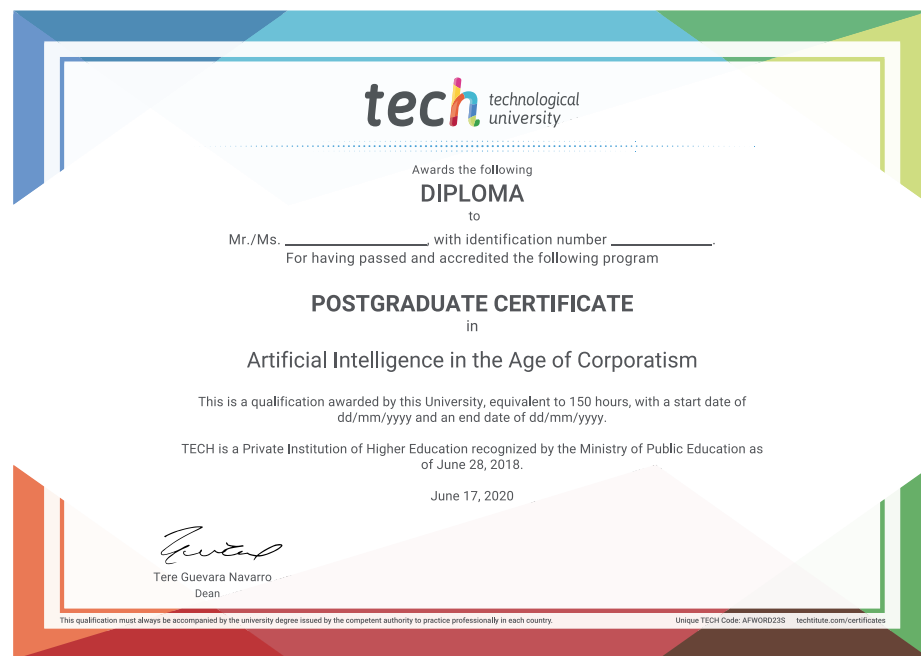 tech technological
university
Awards the following
DIPLOMA
to
Mr./Ms. ____________________, with identification number ______________.
For having passed and accredited the following program
POSTGRADUATE CERTIFICATE
in
Artificial Intelligence in the Age of Corporatism
This is a qualification awarded by this University, equivalent to 150 hours, with a start date of
dd/mm/yyyy and an end date of dd/mm/yyyy.
TECH is a Private Institution of Higher Education recognized by the Ministry of Public Education as
of June 28, 2018.
June 17, 2020
Tere Guevara Navarro
Dean
This qualification must always be accompanied by the university degree issued by the competent authority to practice professionally in each country.
Unique TECH Code: AFWORD23S techtitute.com/certificates